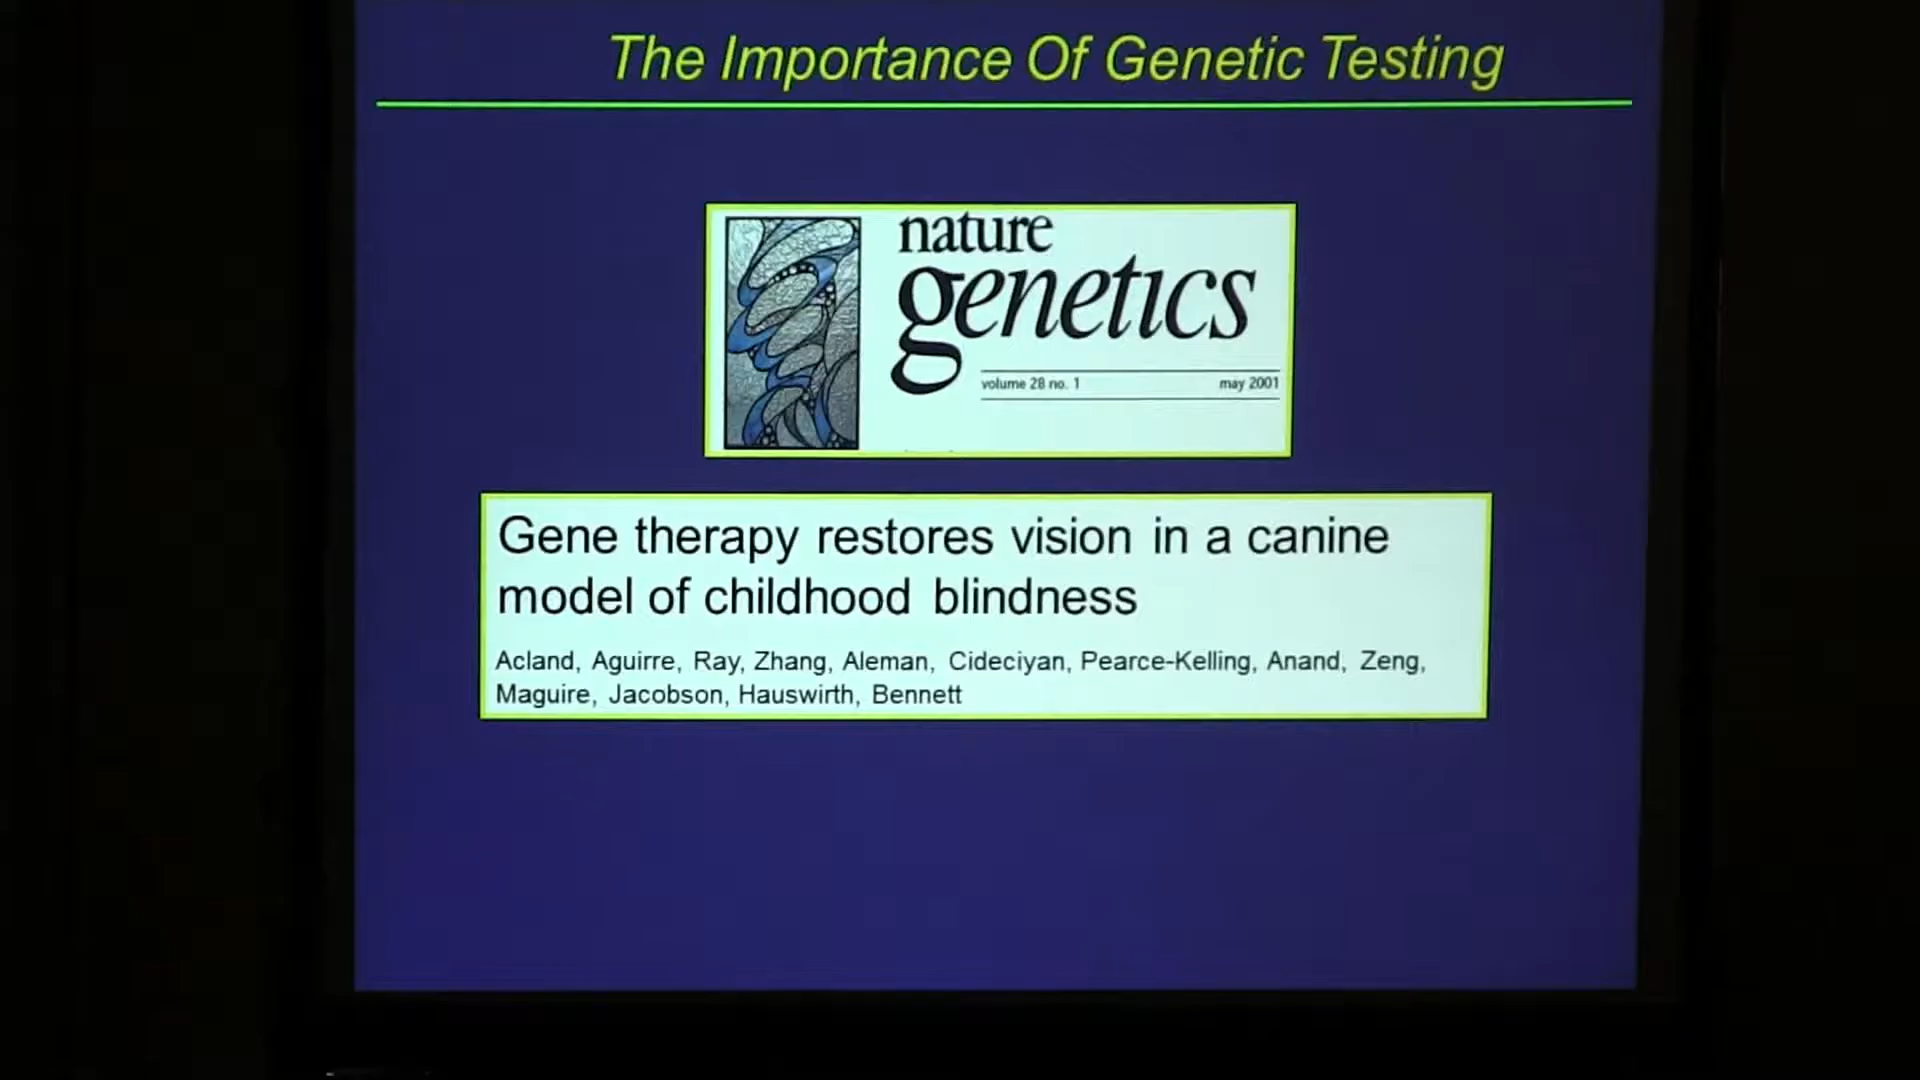 The Importance Of Genetic Testing
nature
genetics
volume 28 no. 1 may 2001
Gene therapy restores vision in a canine
model of childhood blindness
Acland, Aguirre, Ray, Zhang, Aleman, Cideciyan, Pearce-Kelling, Anand, Zeng,
Maguire, Jacobson, Hauswirth, Bennett